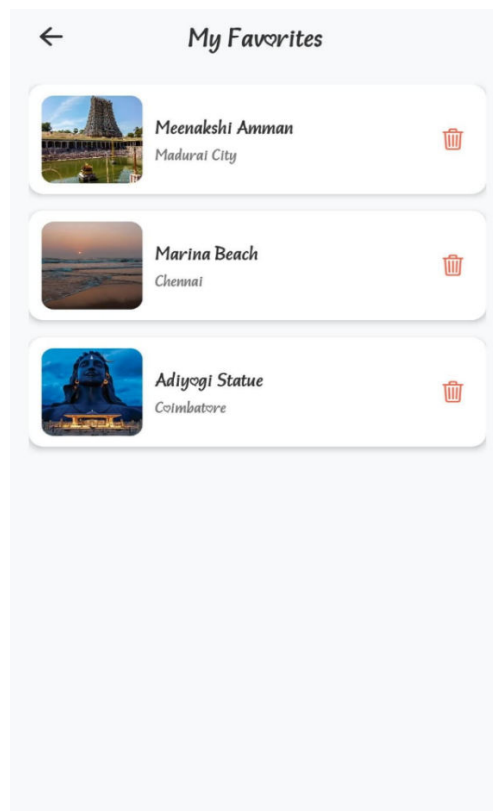 My Favorites
Meenakshi Amman
Madurai City
Marina Beach
Chennai
Adiyogi Statue
Coimbatore